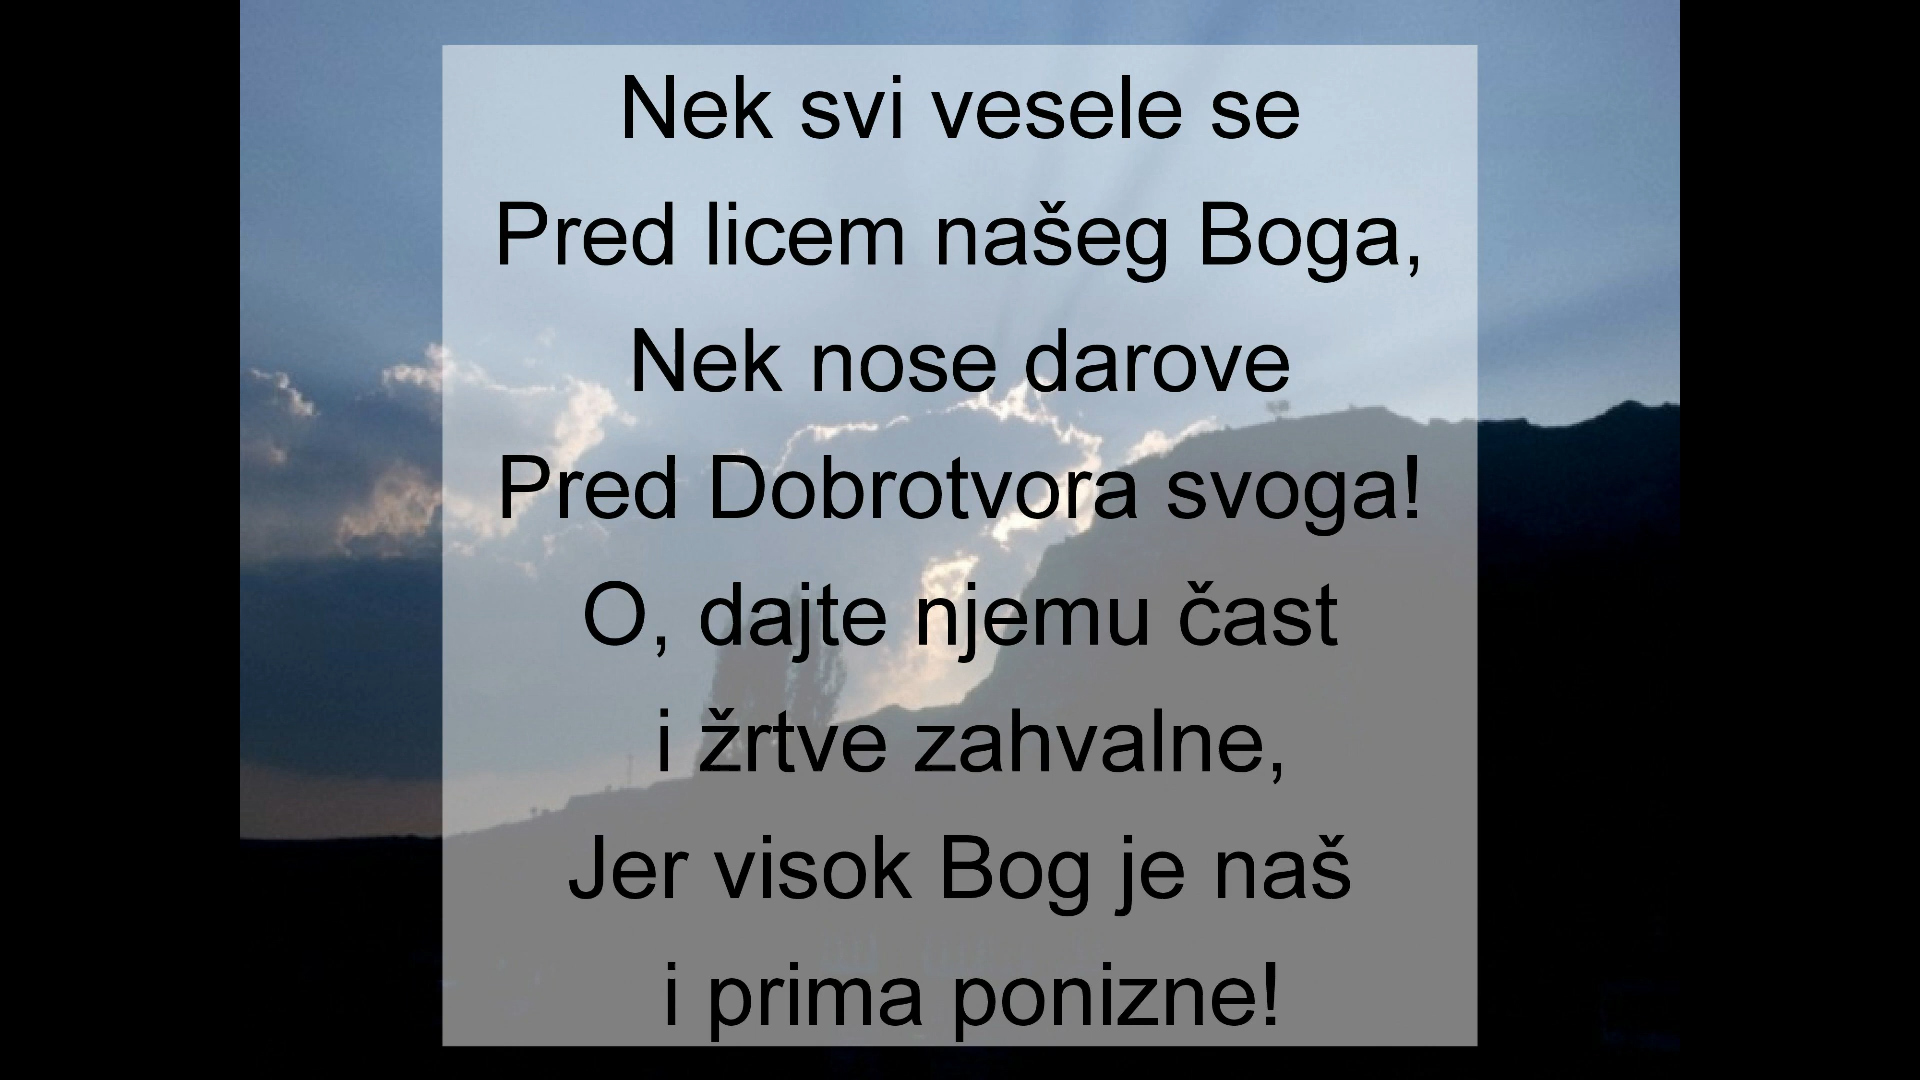 Nek svi vesele se
Pred licem našeg Boga,
Nek nose darove
Pred Dobrotvora svoga!
O, dajte njemu čast
i žrtve zahvalne,
Jer visok Bog je naš
i prima ponizne!